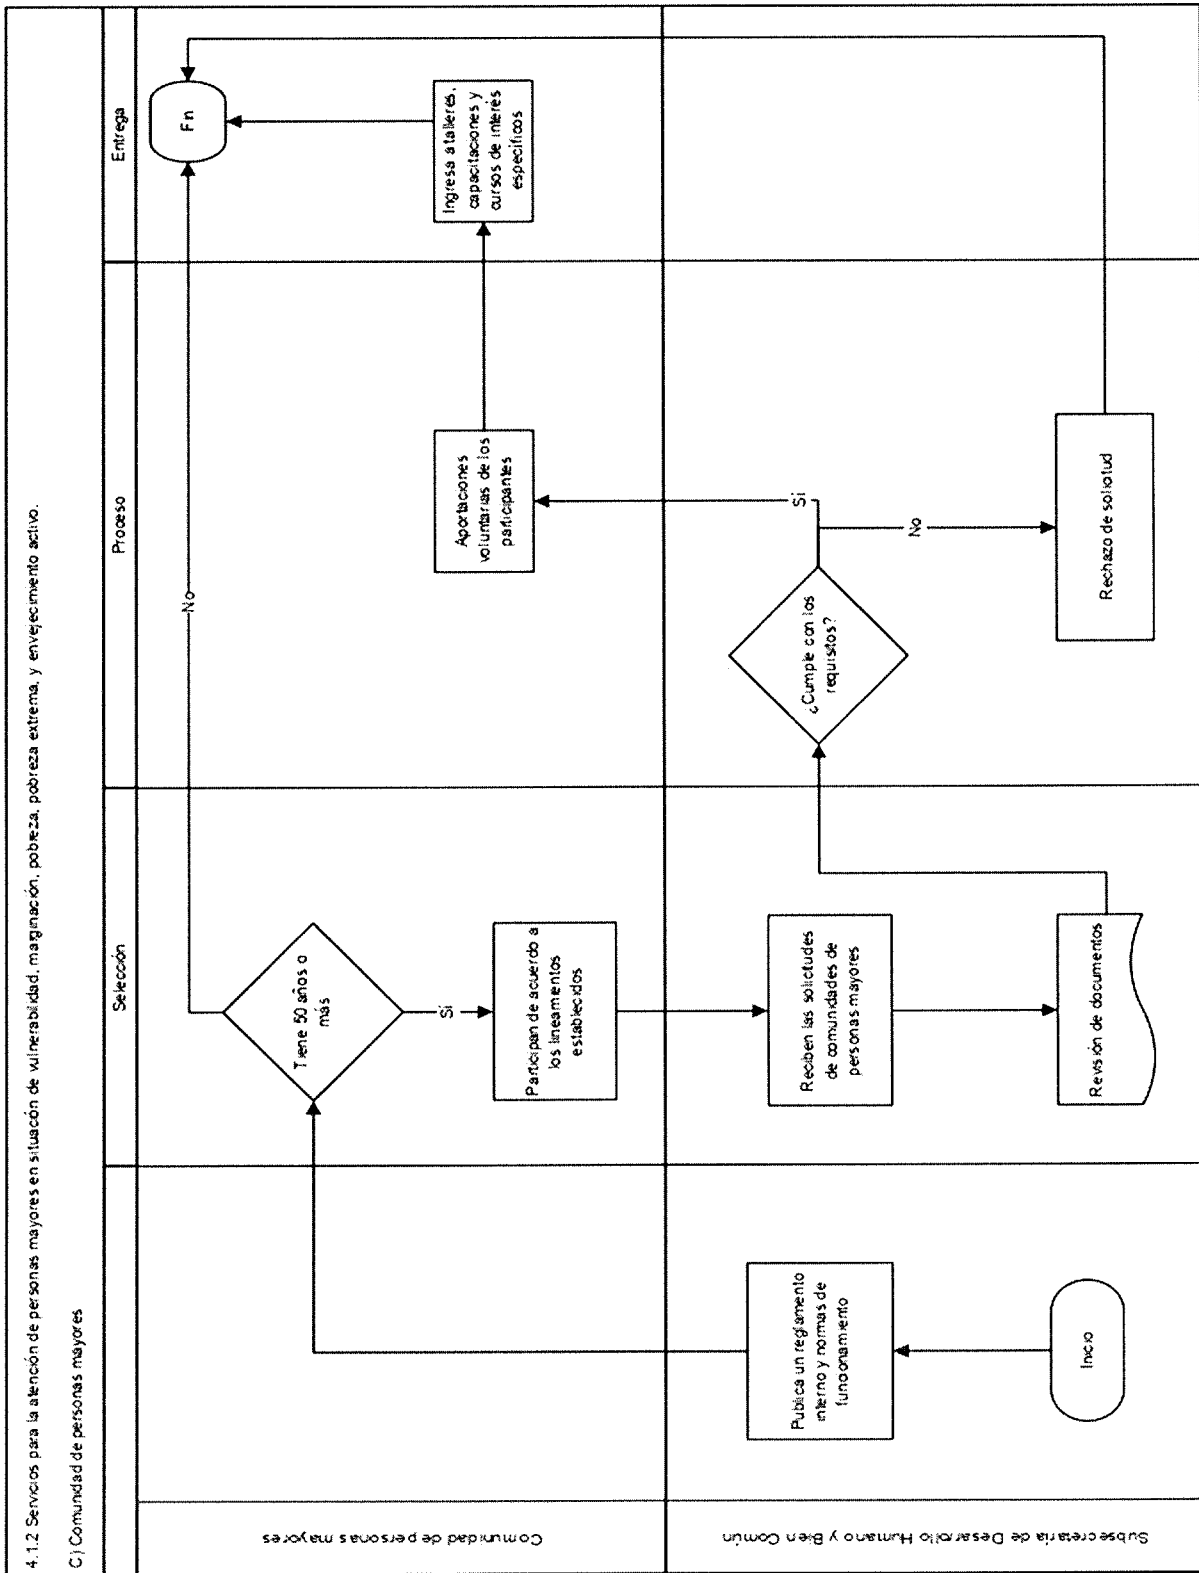 4.1.2 Servicios para la atención de personas mayores en situación de vulnerabilidad, marginación, pobreza, pobreza extrema, y envejecimiento activo.
C) Comunidad de personas mayores
Selección
Proceso
Entrega
Comunidad de personas mayores
Tiene 50 años o
más
No
Sí
Participan de acuerdo a
los lineamientos
establecidos
Aportaciones
voluntarias de los
participantes
Ingresa a talleres,
capacitaciones y
cursos de interés
específicos
Fin
Subsecretaría de Desarrollo Humano y Bien Común
Inicio
Publica un reglamento
interno y normas de
funcionamiento
Reciben las solicitudes
de comunidades de
personas mayores
Revisión de documentos
¿Cumple con los
requisitos?
Sí
No
Rechazo de solicitud